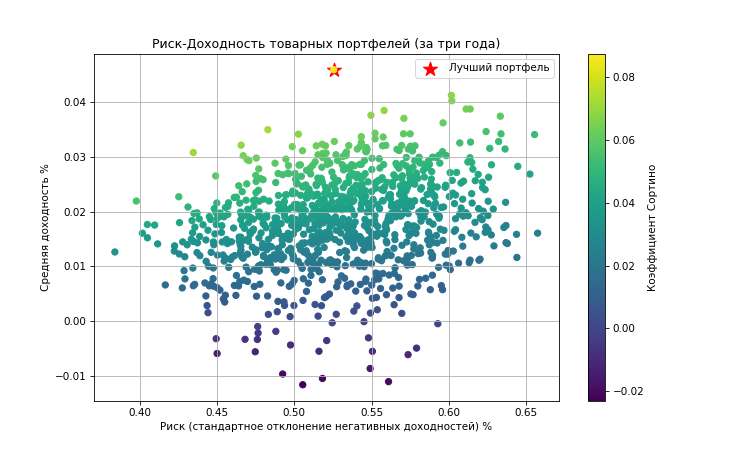 Риск-Доходность товарных портфелей (за три года)
Лучший портфель
Средняя доходность %
0.04
0.03
0.02
0.01
0.00
−0.01
0.40 0.45 0.50 0.55 0.60 0.65
Риск (стандартное отклонение негативных доходностей) %
0.08
0.06
0.04
0.02
0.00
−0.02
Коэффициент Сортино